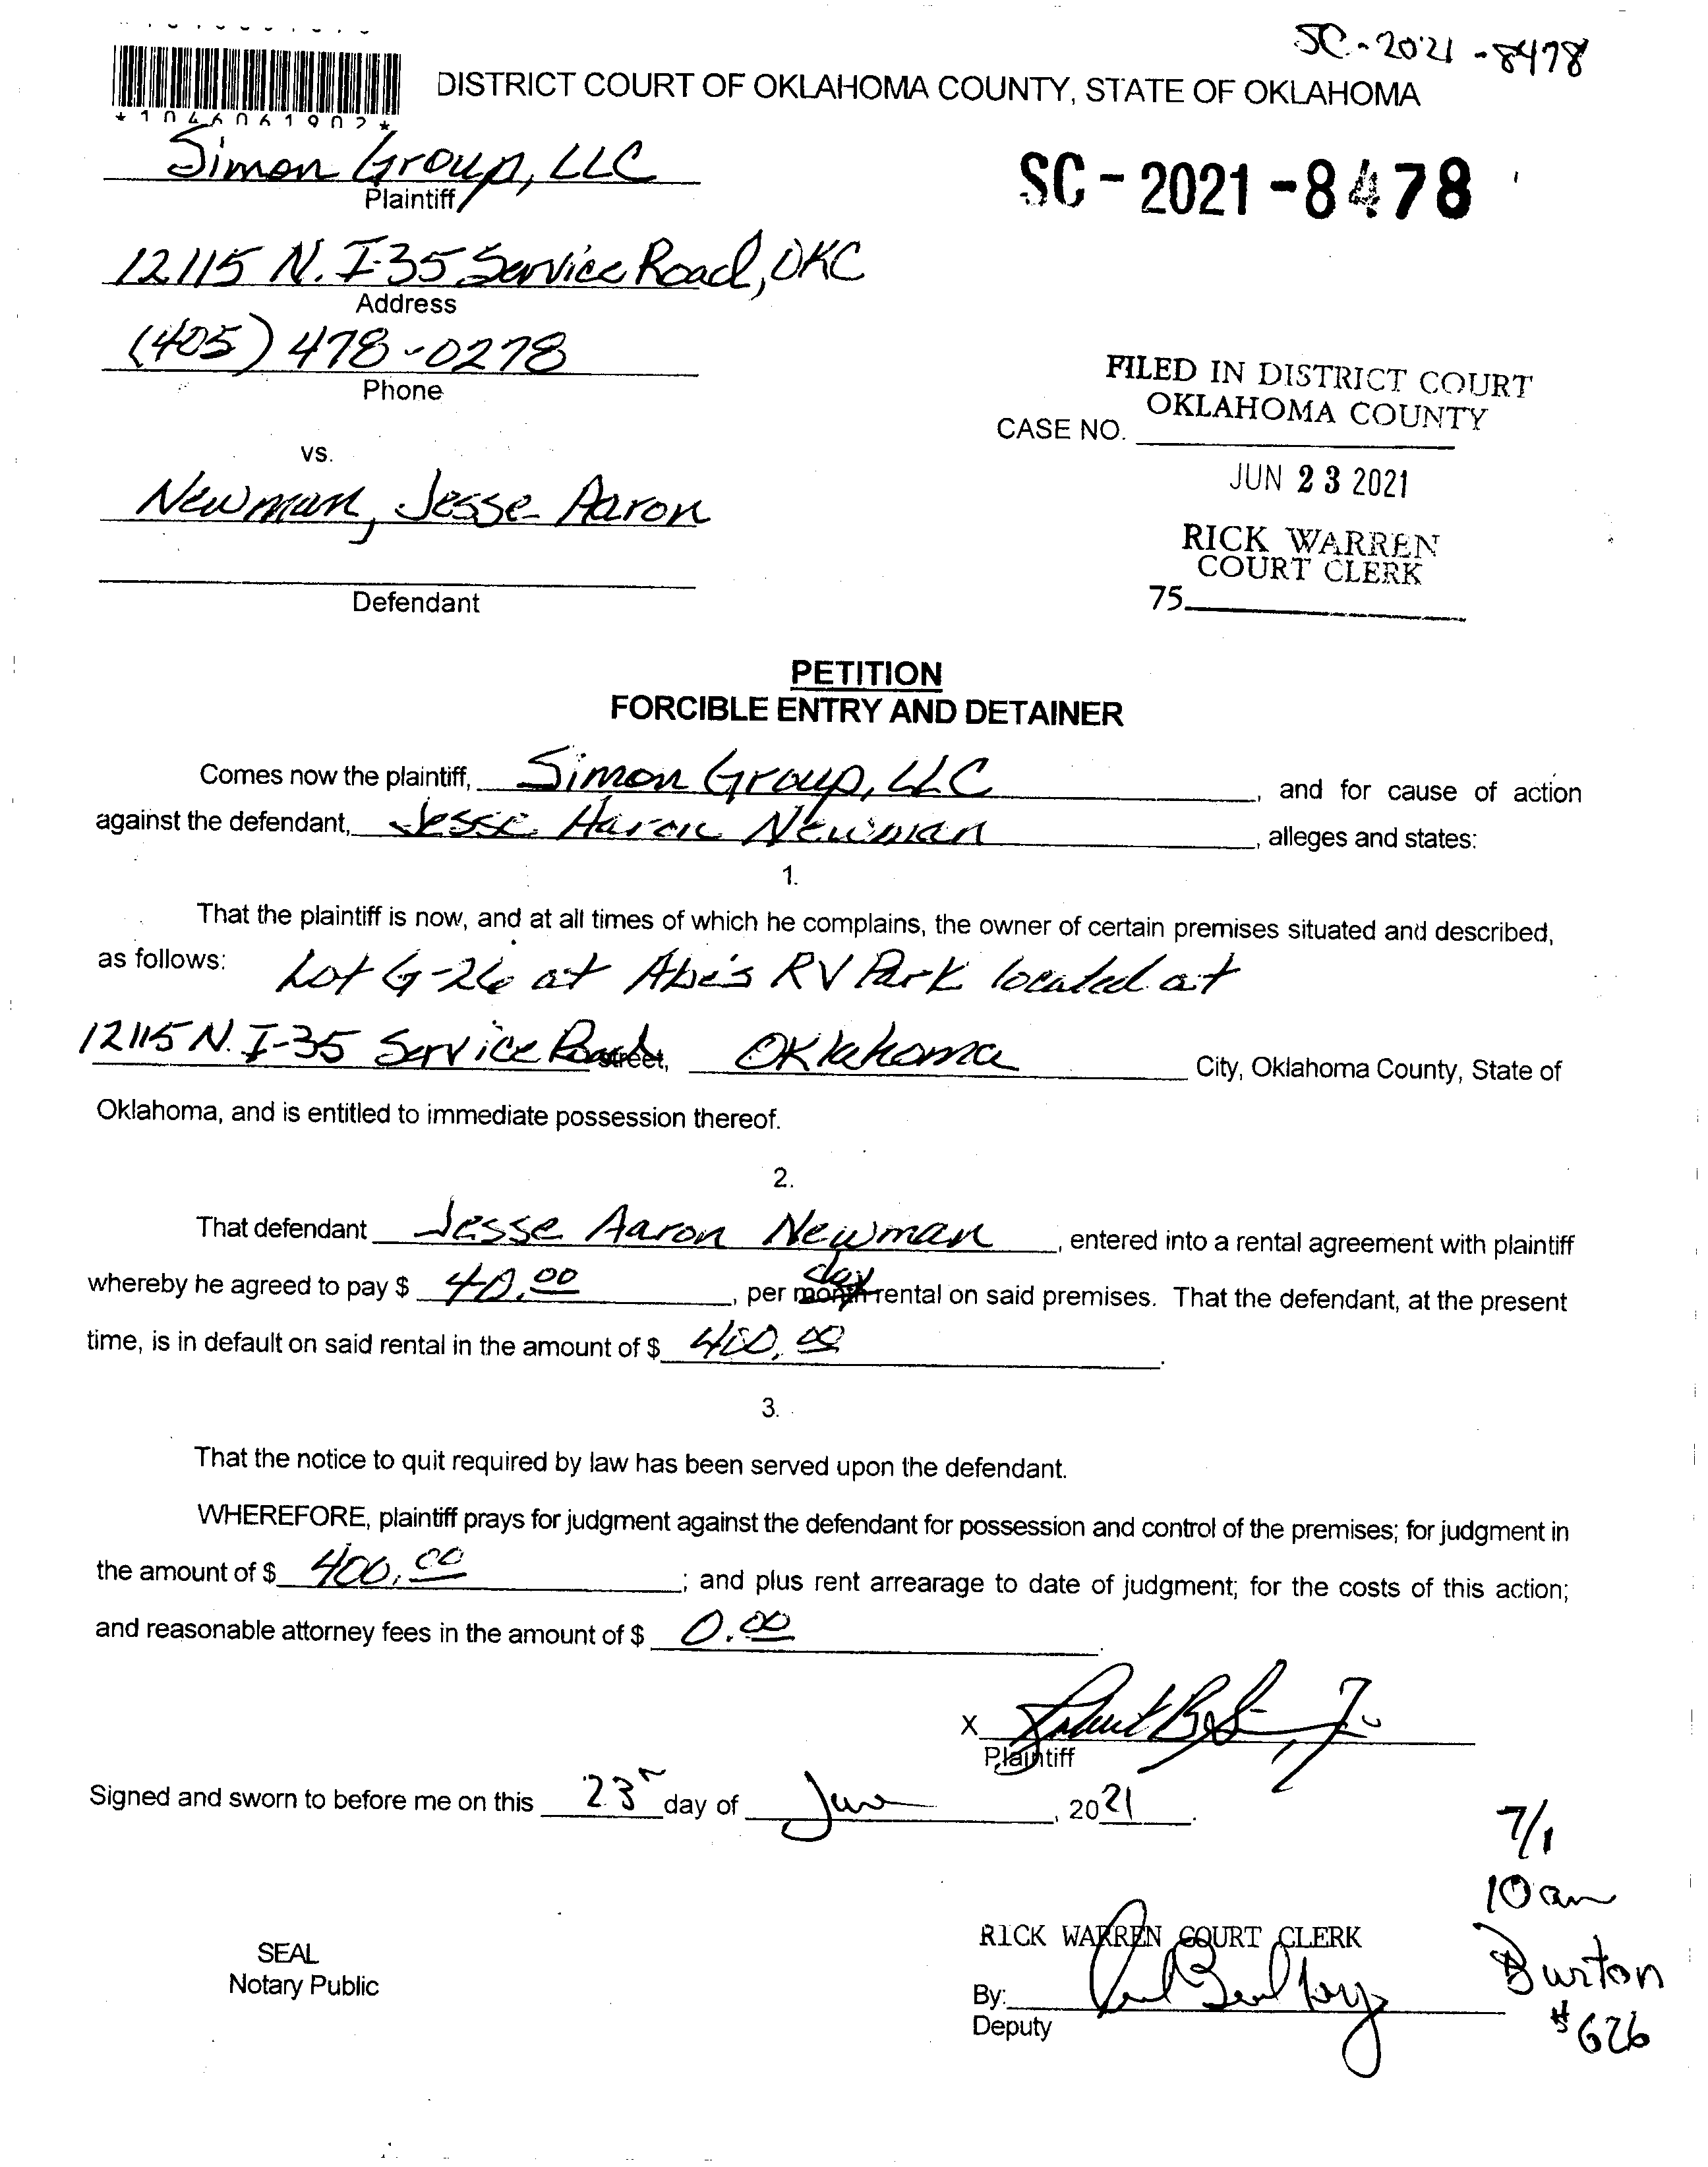 SC-2021-8478
*1046061902*
DISTRICT COURT OF OKLAHOMA COUNTY, STATE OF OKLAHOMA
Simon Group, LLC
Plaintiff
SC-2021-8478
12115 N. I-35 Service Road, OKC
Address
(405) 478-0278
Phone
FILED IN DISTRICT COURT
OKLAHOMA COUNTY
CASE NO.
vs.
JUN 23 2021
Newman, Jesse Aaron
RICK WARREN
COURT CLERK
75
Defendant
PETITION
FORCIBLE ENTRY AND DETAINER
Comes now the plaintiff, Simon Group, LLC, and for cause of action
against the defendant, Jesse Aaron Newman, alleges and states:
1.
That the plaintiff is now, and at all times of which he complains, the owner of certain premises situated and described,
as follows: Lot G-26 at Abe's RV Park located at
12115 N. I-35 Service Road street, Oklahoma City, Oklahoma County, State of
Oklahoma, and is entitled to immediate possession thereof.
2.
That defendant Jesse Aaron Newman, entered into a rental agreement with plaintiff
whereby he agreed to pay $ 40.00, per month day rental on said premises. That the defendant, at the present
time, is in default on said rental in the amount of $ 400.00.
3.
That the notice to quit required by law has been served upon the defendant.
WHEREFORE, plaintiff prays for judgment against the defendant for possession and control of the premises; for judgment in
the amount of $ 400.00; and plus rent arrearage to date of judgment; for the costs of this action;
and reasonable attorney fees in the amount of $ 0.00.
X
Plaintiff
Signed and sworn to before me on this 23 day of June, 2021.
7/1
10am
Burton
#626
RICK WARREN COURT CLERK
SEAL
Notary Public
By:
Deputy